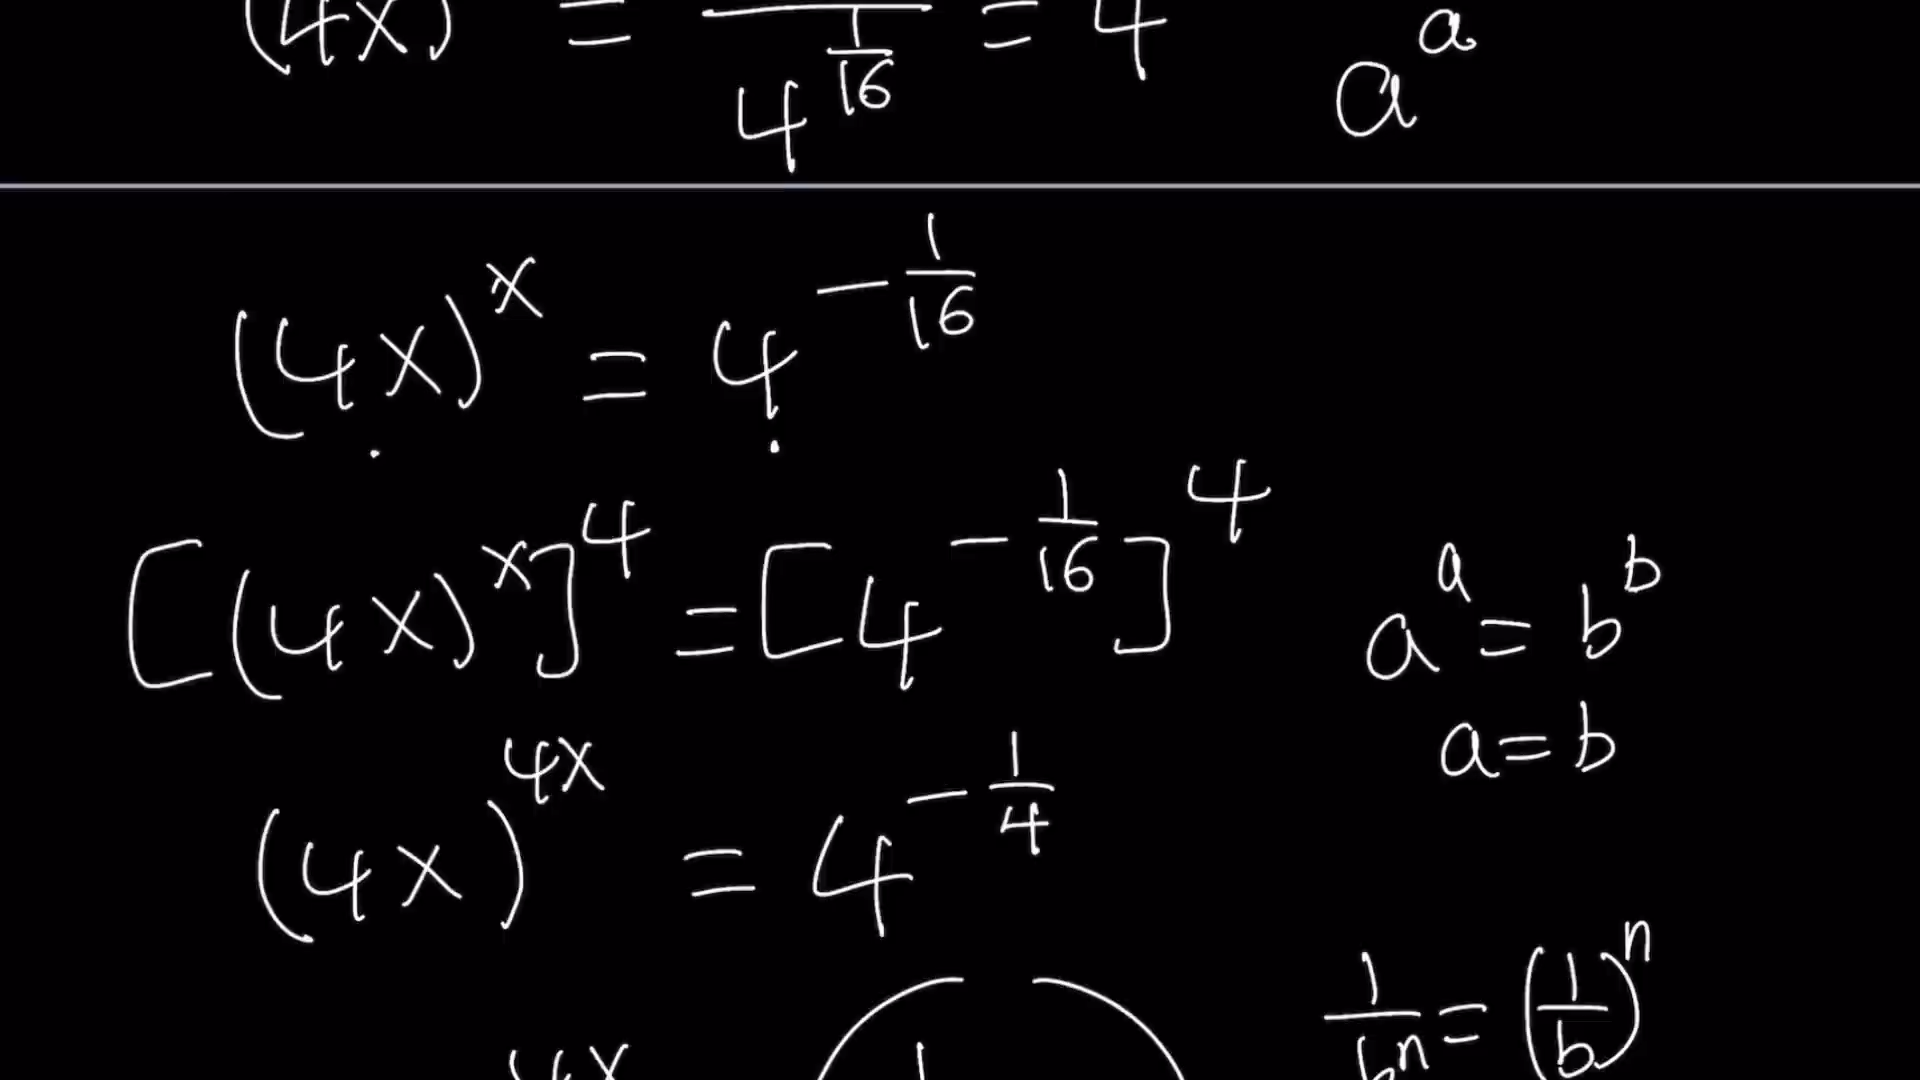 (4x) = 4^(1/16) = 4
a^a
(4x)^x = 4^(-1/16)
[(4x)^x]^4 = [4^(-1/16)]^4
a^a = b^b
a = b
(4x)^(4x) = 4^(-1/4)
1/b^n = (1/b)^n
4x